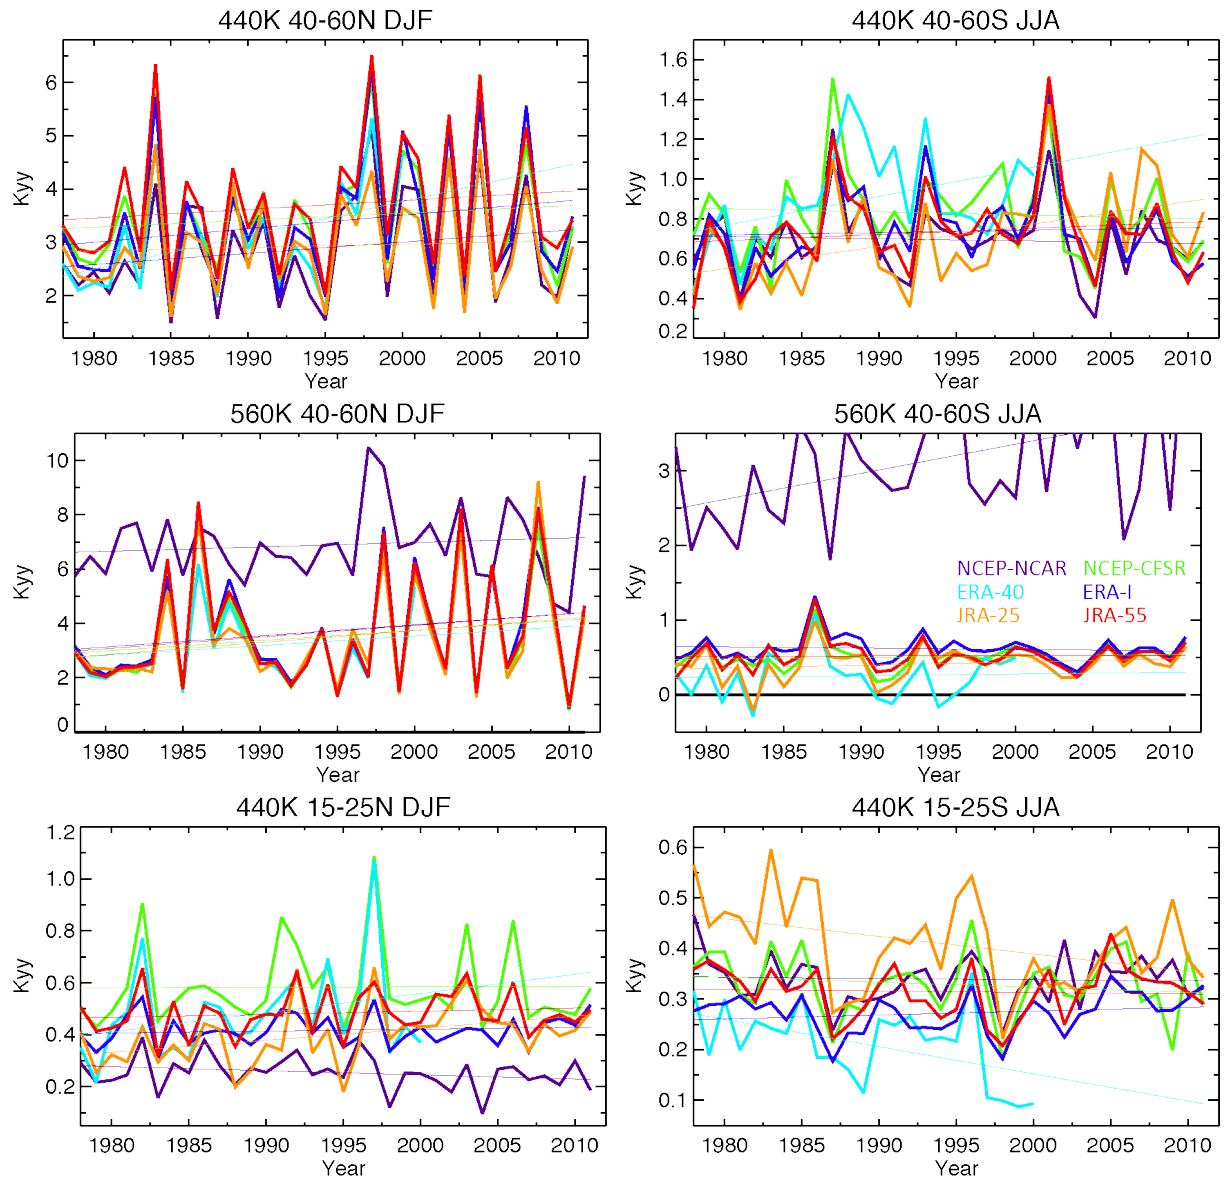 440K 40-60N DJF
6
5
4
3
2
Kyy
1980 1985 1990 1995 2000 2005 2010
Year
440K 40-60S JJA
1.6
1.4
1.2
1.0
0.8
0.6
0.4
0.2
Kyy
1980 1985 1990 1995 2000 2005 2010
Year
560K 40-60N DJF
10
8
6
4
2
0
Kyy
1980 1985 1990 1995 2000 2005 2010
Year
560K 40-60S JJA
3
2
1
0
Kyy
NCEP-NCAR NCEP-CFSR
ERA-40 ERA-I
JRA-25 JRA-55
1980 1985 1990 1995 2000 2005 2010
Year
440K 15-25N DJF
1.2
1.0
0.8
0.6
0.4
0.2
Kyy
1980 1985 1990 1995 2000 2005 2010
Year
440K 15-25S JJA
0.6
0.5
0.4
0.3
0.2
0.1
Kyy
1980 1985 1990 1995 2000 2005 2010
Year